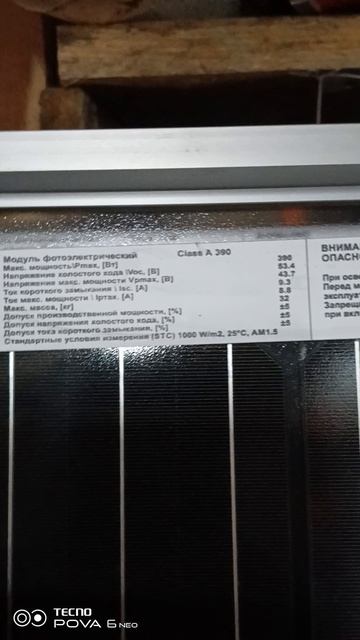 Модуль фотоэлектрический Class A 390
Макс. мощность\Pmax, [Вт] 390
Напряжение холостого хода \Voc, [В] 53.4
Напряжение макс. мощности Vpmax, [В] 43.7
Ток короткого замыкания \ Isc. [А] 9.3
Ток макс. мощности \ Ipmax. [А] 8.8
Макс. масса, [кг] 32
Допуск производственной мощности, [%] ±5
Допуск напряжения холостого хода, [%] ±5
Допуск тока короткого замыкания, [%] ±5
Стандартные условия измерения (STC) 1000 W/m2, 25°C, AM1.5
ВНИМА
ОПАСНО
При осве
Перед м
эксплуат
Запрещ
при вкл
TECNO
POVA 6 NEO